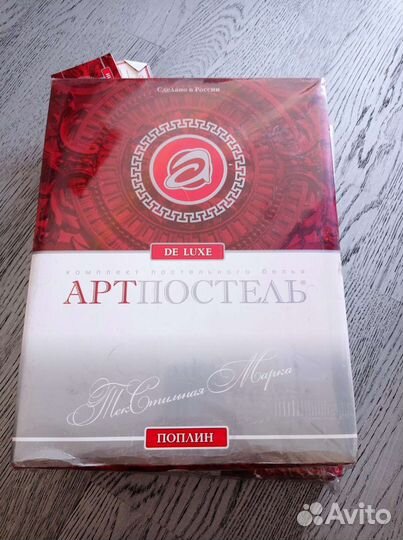 Сделано в России
DE LUXE
комплект постельного белья
АРТПОСТЕЛЬ®
ТекСтильная Марка
ПОПЛИН
Avito